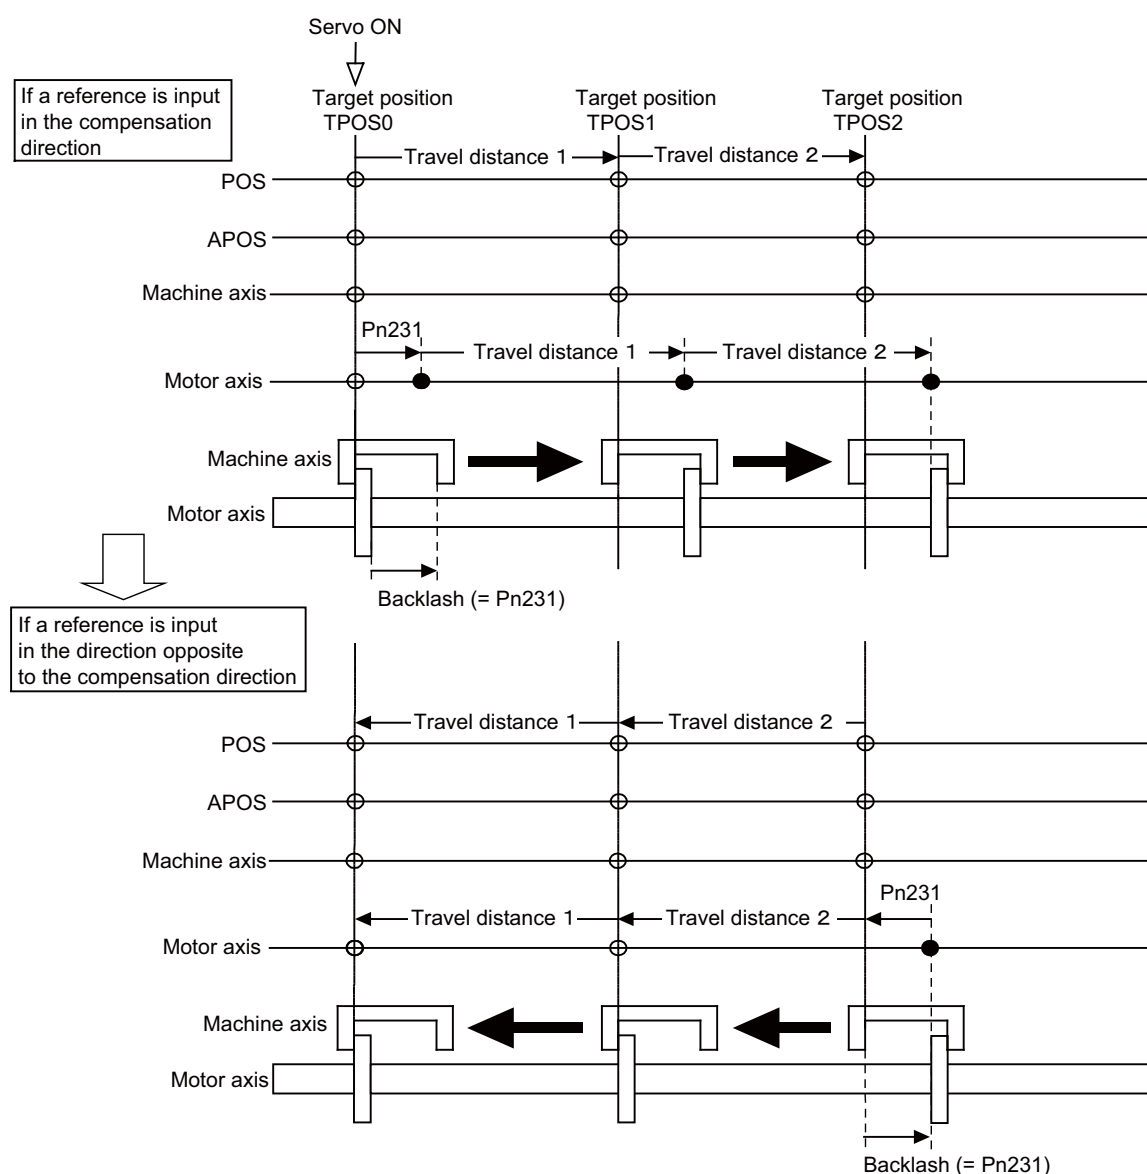 Servo ON
If a reference is input
in the compensation
direction
Target position
TPOS0
Target position
TPOS1
Target position
TPOS2
Travel distance 1
Travel distance 2
POS
APOS
Machine axis
Pn231
Travel distance 1
Travel distance 2
Motor axis
Machine axis
Motor axis
Backlash (= Pn231)
If a reference is input
in the direction opposite
to the compensation direction
Travel distance 1
Travel distance 2
POS
APOS
Machine axis
Pn231
Travel distance 1
Travel distance 2
Motor axis
Machine axis
Motor axis
Backlash (= Pn231)